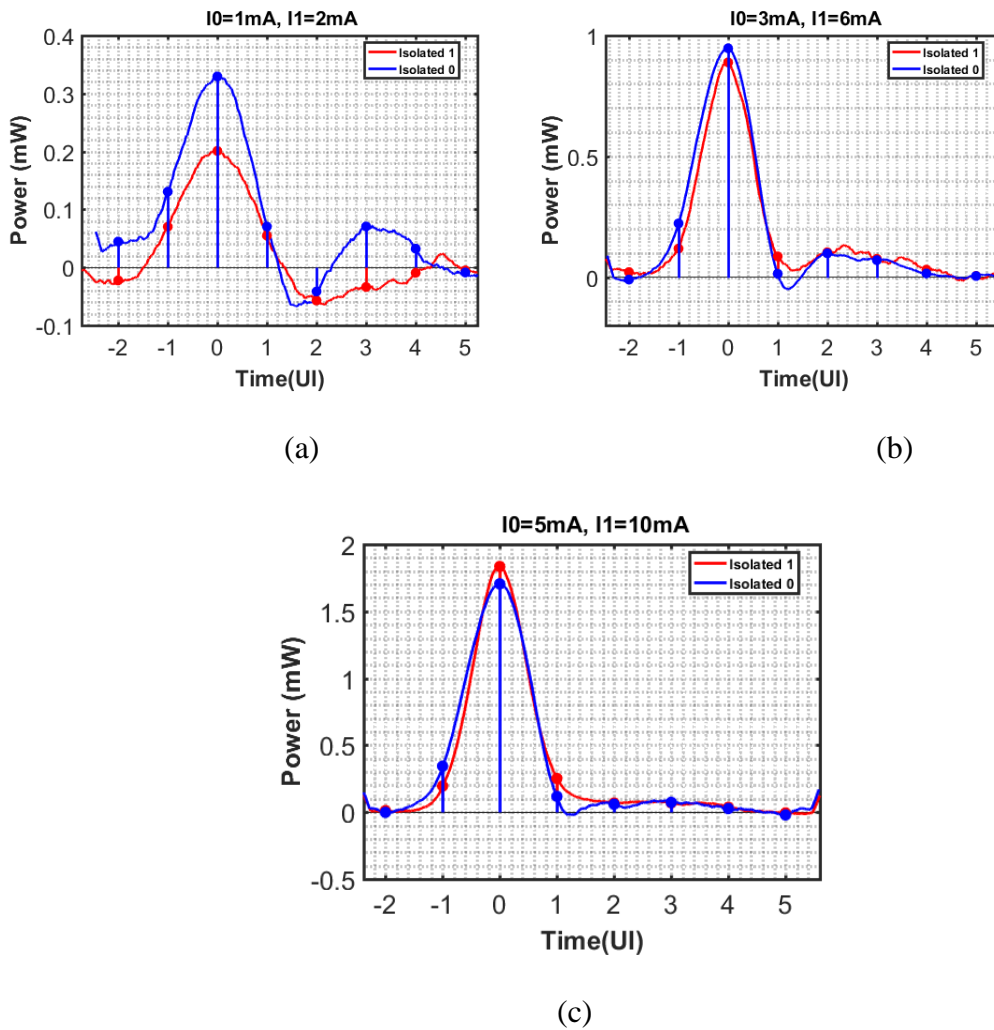 I0=1mA, I1=2mA
Isolated 1
Isolated 0
Power (mW)
0.4
0.3
0.2
0.1
0
-0.1
-2 -1 0 1 2 3 4 5
Time(UI)
(a)
I0=3mA, I1=6mA
Isolated 1
Isolated 0
Power (mW)
1
0.5
0
-2 -1 0 1 2 3 4 5
Time(UI)
(b)
I0=5mA, I1=10mA
Isolated 1
Isolated 0
Power (mW)
2
1.5
1
0.5
0
-0.5
-2 -1 0 1 2 3 4 5
Time(UI)
(c)